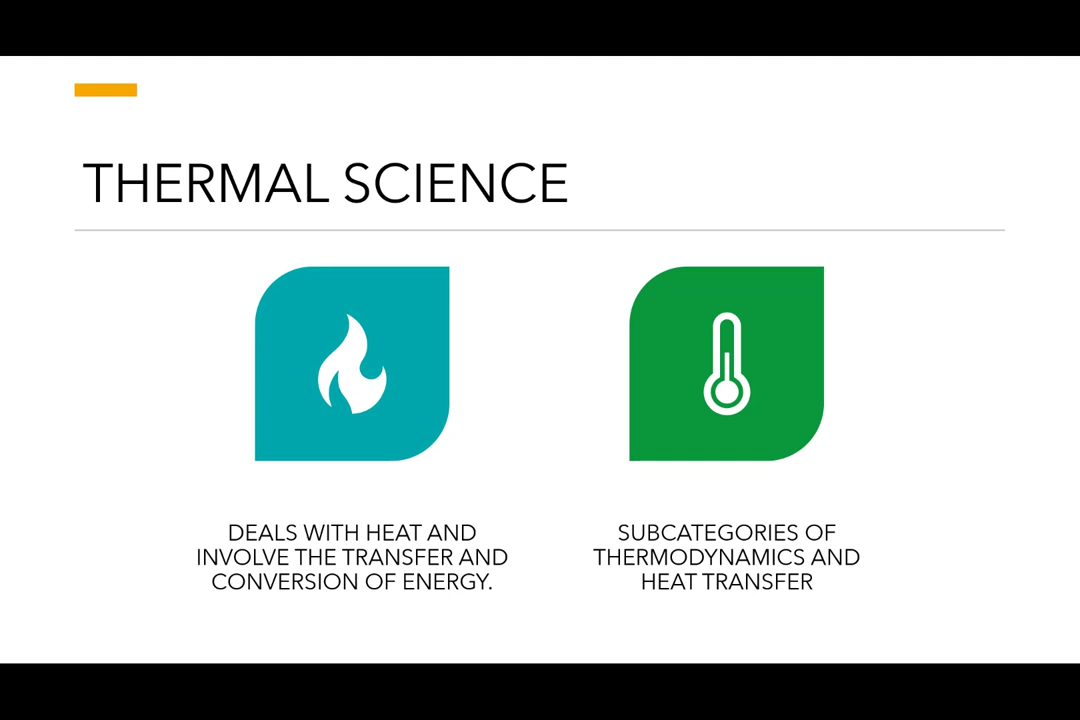 THERMAL SCIENCE
DEALS WITH HEAT AND
INVOLVE THE TRANSFER AND
CONVERSION OF ENERGY.
SUBCATEGORIES OF
THERMODYNAMICS AND
HEAT TRANSFER